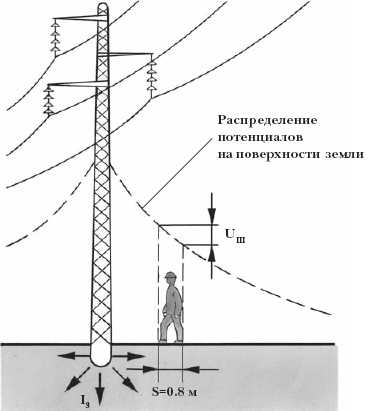 Распределение
потенциалов
на поверхности земли
Uш
S=0.8 м
Iз